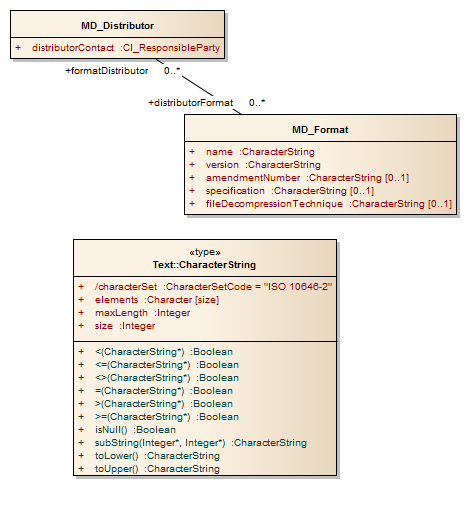 MD_Distributor
+ distributorContact :CI_ResponsibleParty
+formatDistributor 0..*
+distributorFormat 0..*
MD_Format
+ name :CharacterString
+ version :CharacterString
+ amendmentNumber :CharacterString [0..1]
+ specification :CharacterString [0..1]
+ fileDecompressionTechnique :CharacterString [0..1]
«type»
Text::CharacterString
+ /characterSet :CharacterSetCode = "ISO 10646-2"
+ elements :Character [size]
+ maxLength :Integer
+ size :Integer
+ <(CharacterString*) :Boolean
+ <=(CharacterString*) :Boolean
+ <>(CharacterString*) :Boolean
+ =(CharacterString*) :Boolean
+ >(CharacterString*) :Boolean
+ >=(CharacterString*) :Boolean
+ isNull() :Boolean
+ subString(Integer*, Integer*) :CharacterString
+ toLower() :CharacterString
+ toUpper() :CharacterString